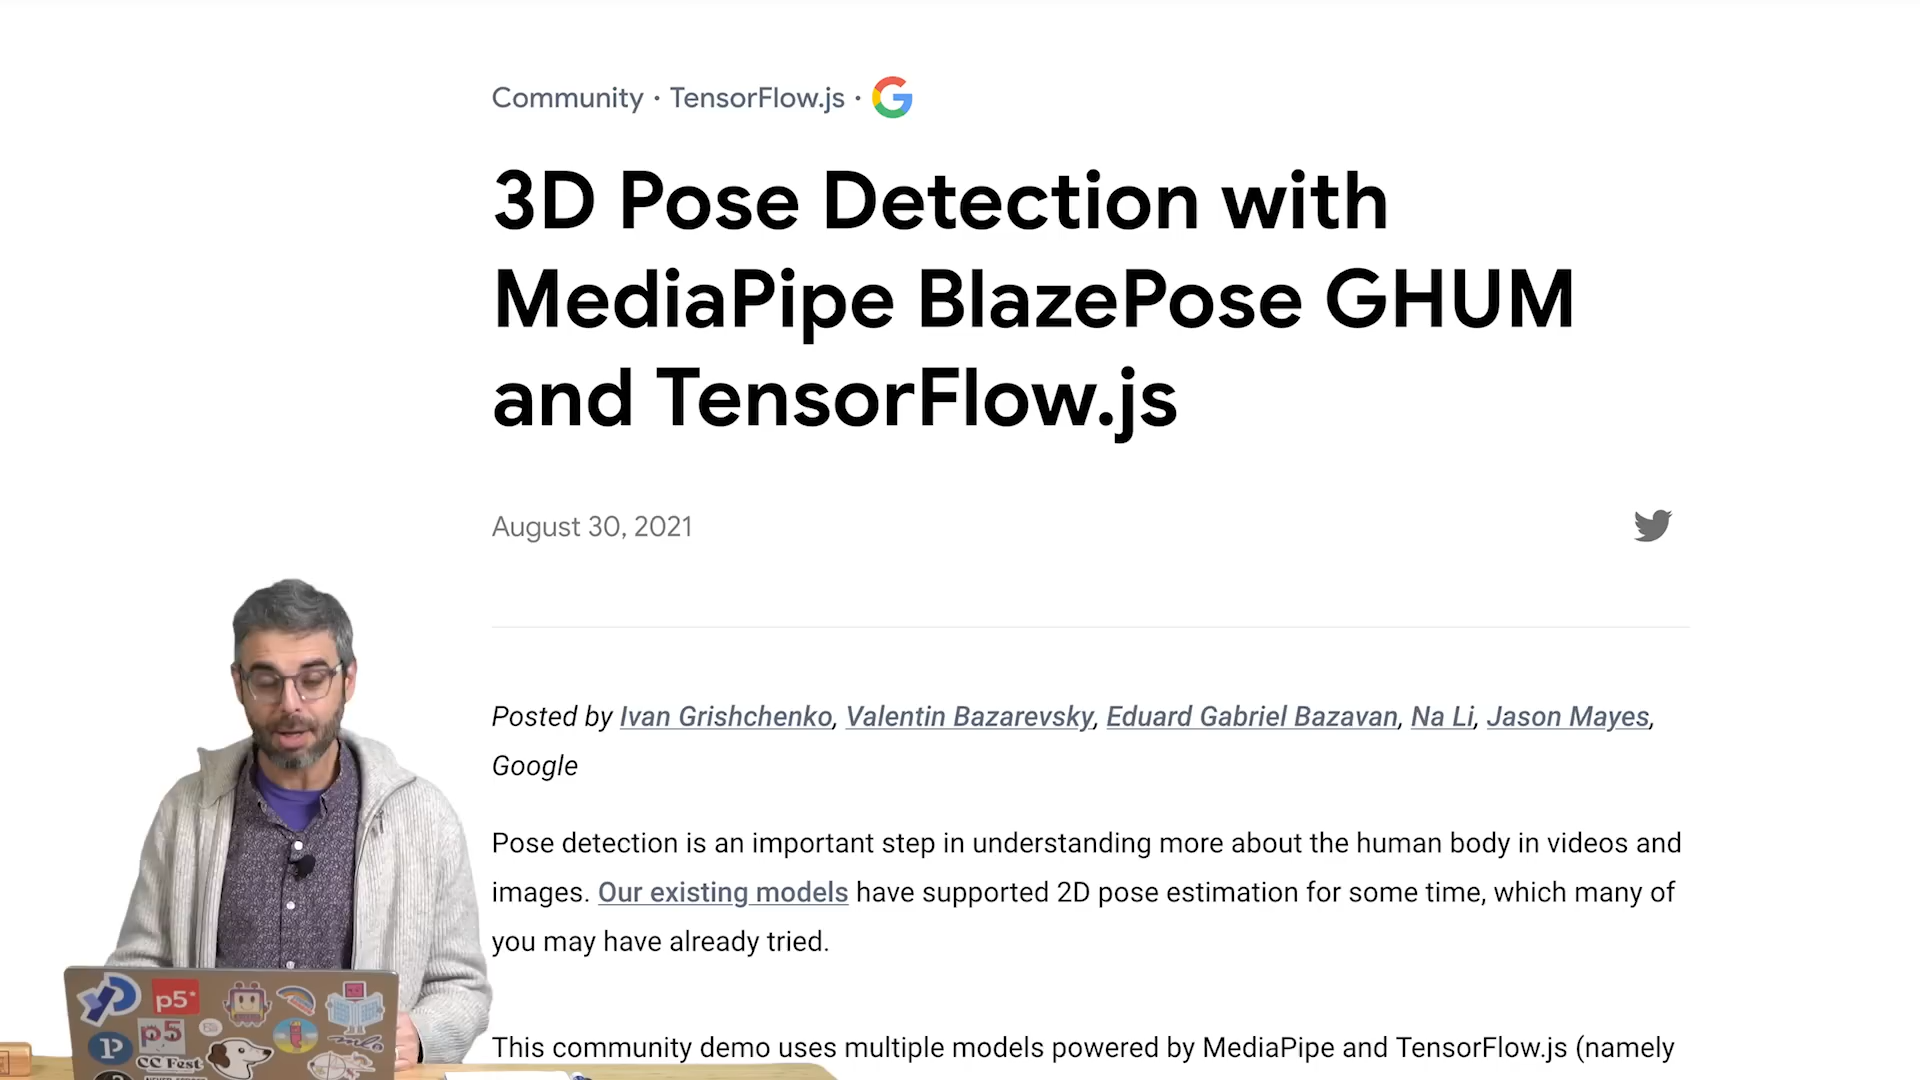 Community · TensorFlow.js ·
3D Pose Detection with
MediaPipe BlazePose GHUM
and TensorFlow.js
August 30, 2021
Posted by Ivan Grishchenko, Valentin Bazarevsky, Eduard Gabriel Bazavan, Na Li, Jason Mayes,
Google
Pose detection is an important step in understanding more about the human body in videos and
images. Our existing models have supported 2D pose estimation for some time, which many of
you may have already tried.
This community demo uses multiple models powered by MediaPipe and TensorFlow.js (namely
p5*
p5
P
CC Fest